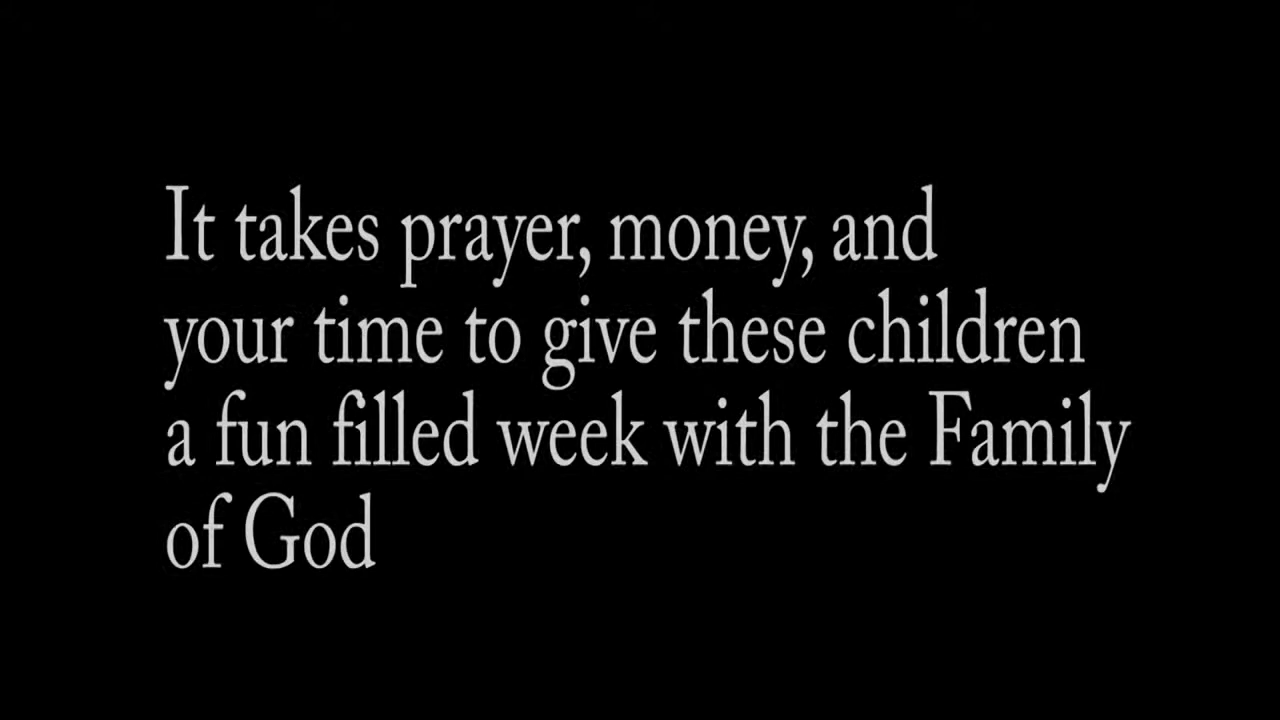 It takes prayer, money, and
your time to give these children
a fun filled week with the Family
of God